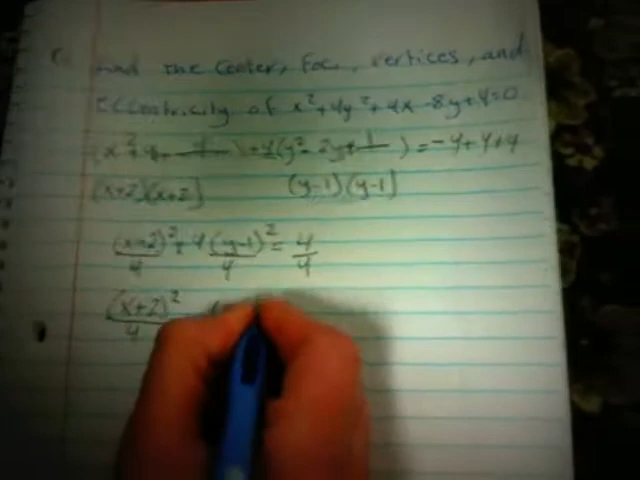 Find the Center, Foci, vertices, and
Eccentricity of x²+4y²+4x-8y+4=0
(x²+4x 4 )+4(y²-2y+ 1 )=-4+4+4
(x+2)(x+2) (y-1)(y-1)
(x+2)²/4 + 4(y-1)²/4 = 4/4
(x+2)²/4